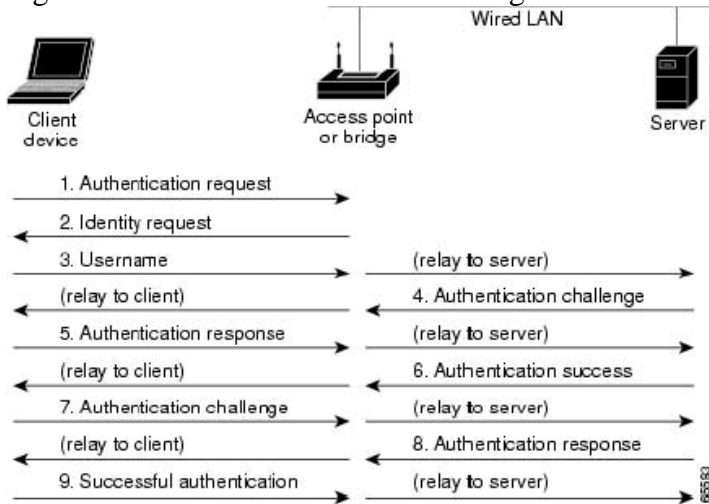 Wired LAN
Client
device
Access point
or bridge
Server
1. Authentication request
2. Identity request
3. Username
(relay to server)
(relay to client)
4. Authentication challenge
5. Authentication response
(relay to server)
(relay to client)
6. Authentication success
7. Authentication challenge
(relay to server)
(relay to client)
8. Authentication response
9. Successful authentication
(relay to server)
65583